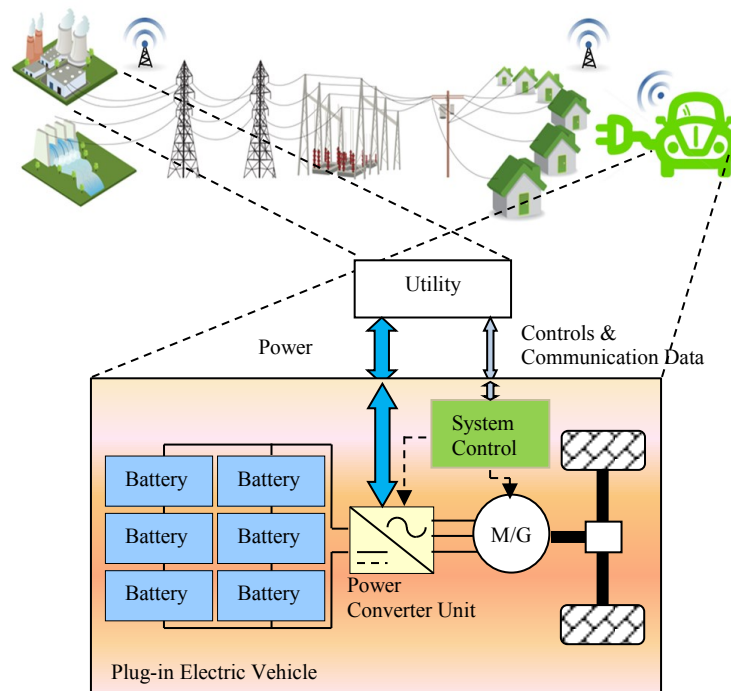 Utility
Power
Controls &
Communication Data
System
Control
Battery
Battery
Battery
Battery
M/G
Battery
Battery
Power
Converter Unit
Plug-in Electric Vehicle